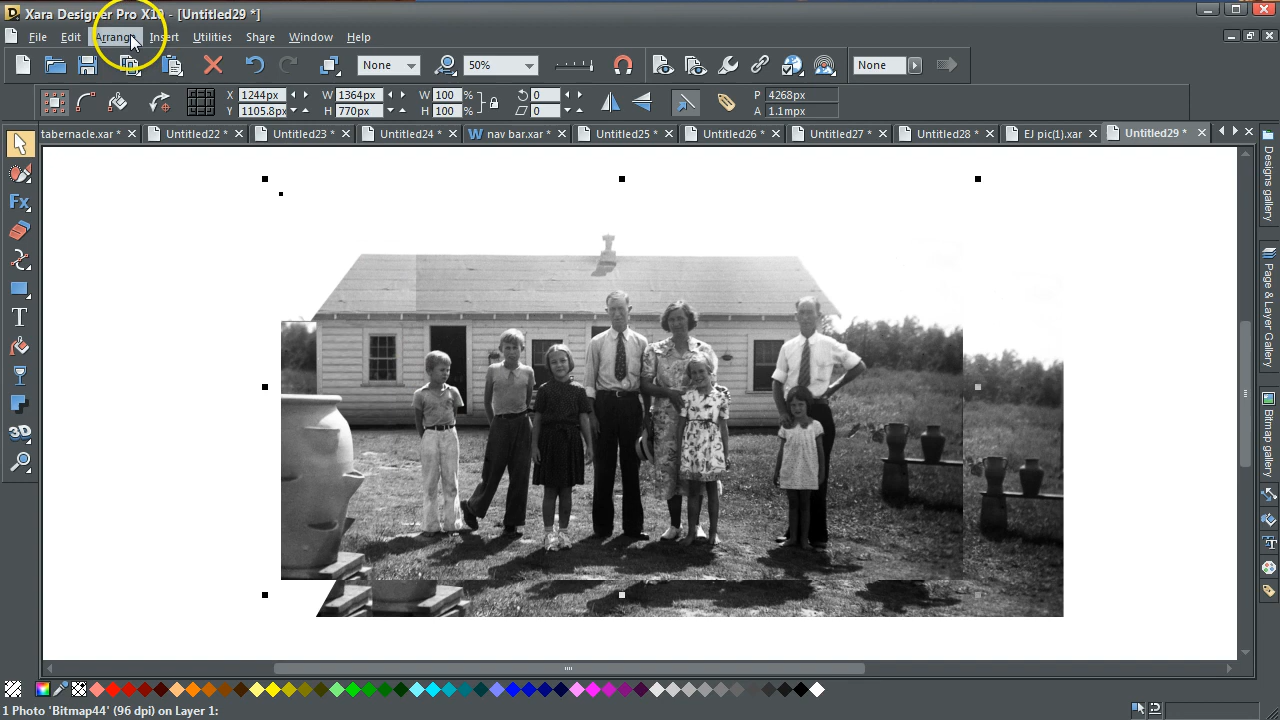 Xara Designer Pro X10 - [Untitled29 *]
File Edit Arrange Insert Utilities Share Window Help
None 50% None
X 1244px W 1364px W 100 % 0 P 4268px
Y 1105.8px H 770px H 100 % 0 A 1.1mpx
tabernacle.xar * Untitled22 * Untitled23 * Untitled24 * nav bar.xar * Untitled25 * Untitled26 * Untitled27 * Untitled28 * EJ pic(1).xar Untitled29 *
Designs gallery
Page & Layer Gallery
Bitmap gallery
Fx
T
3D
1 Photo 'Bitmap44' (96 dpi) on Layer 1: